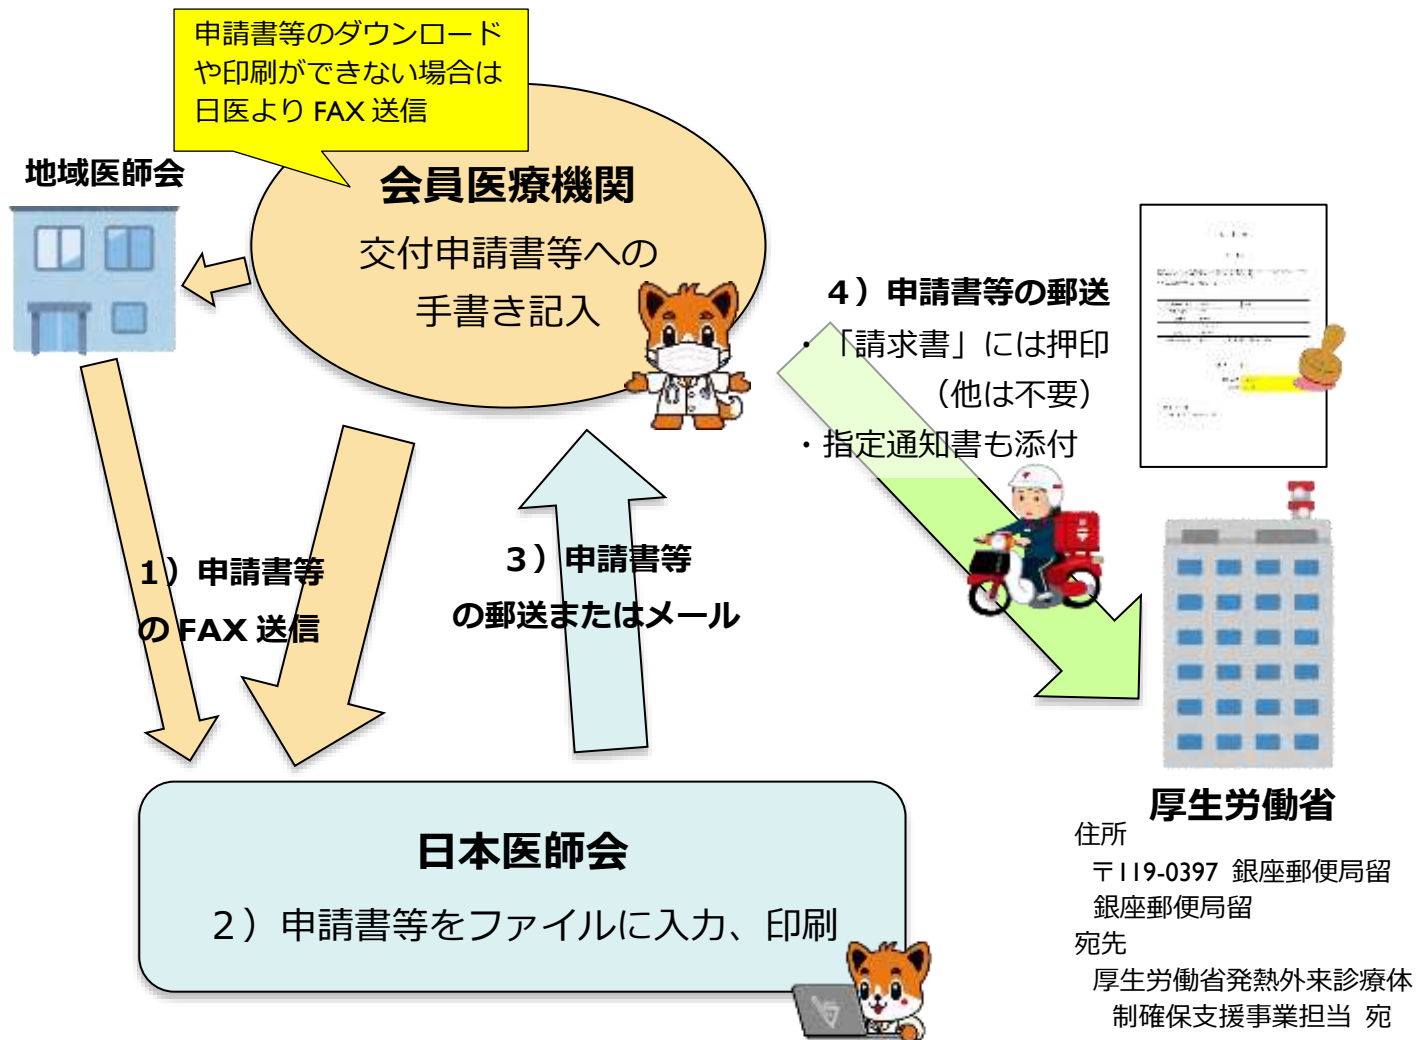 申請書等のダウンロード
や印刷ができない場合は
日医より FAX 送信
地域医師会
会員医療機関
交付申請書等への
手書き記入
4）申請書等の郵送
・「請求書」には押印
（他は不要）
・指定通知書も添付
1）申請書等
の FAX 送信
3）申請書等
の郵送またはメール
日本医師会
2）申請書等をファイルに入力、印刷
厚生労働省
住所
〒119-0397 銀座郵便局留
銀座郵便局留
宛先
厚生労働省発熱外来診療体
制確保支援事業担当 宛